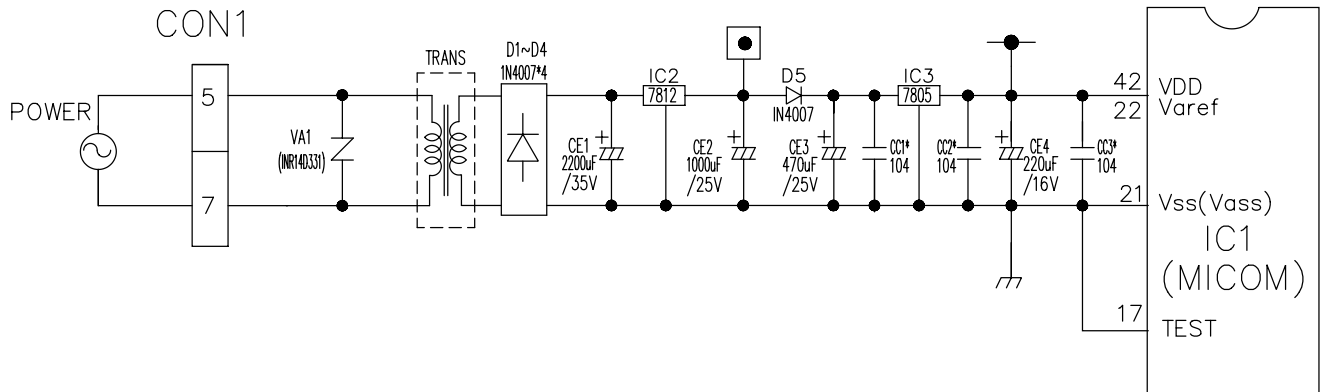 CON1
POWER
5
7
VA1
(INR14D331)
TRANS
D1~D4
1N4007*4
CE1
2200uF
/35V
IC2
7812
CE2
1000uF
/25V
D5
IN4007
CE3
470uF
/25V
CC1*
104
IC3
7805
CC2*
104
CE4
220uF
/16V
CC3*
104
42
22
VDD
Varef
21
Vss(Vass)
IC1
(MICOM)
17
TEST